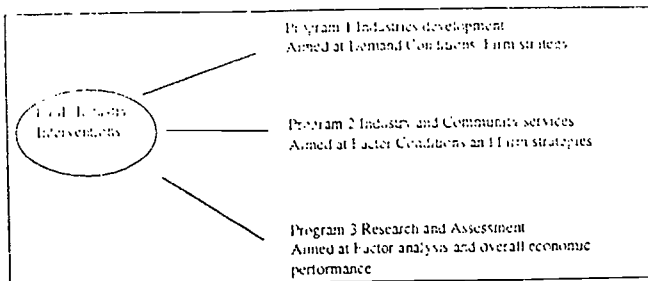 Program 1 Industries development
Aimed at Demand Conditions Firm strategy
Interventions
Program 2 Industry and Community services
Aimed at Factor Conditions and Firm strategies
Program 3 Research and Assessment
Aimed at Factor analysis and overall economic
performance